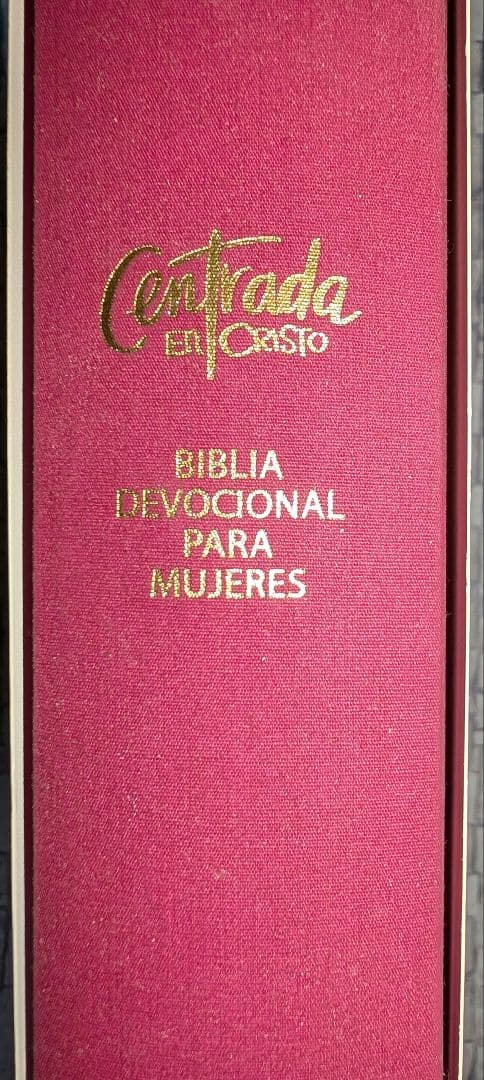 Centrada
EN CRISTO
BIBLIA
DEVOCIONAL
PARA
MUJERES